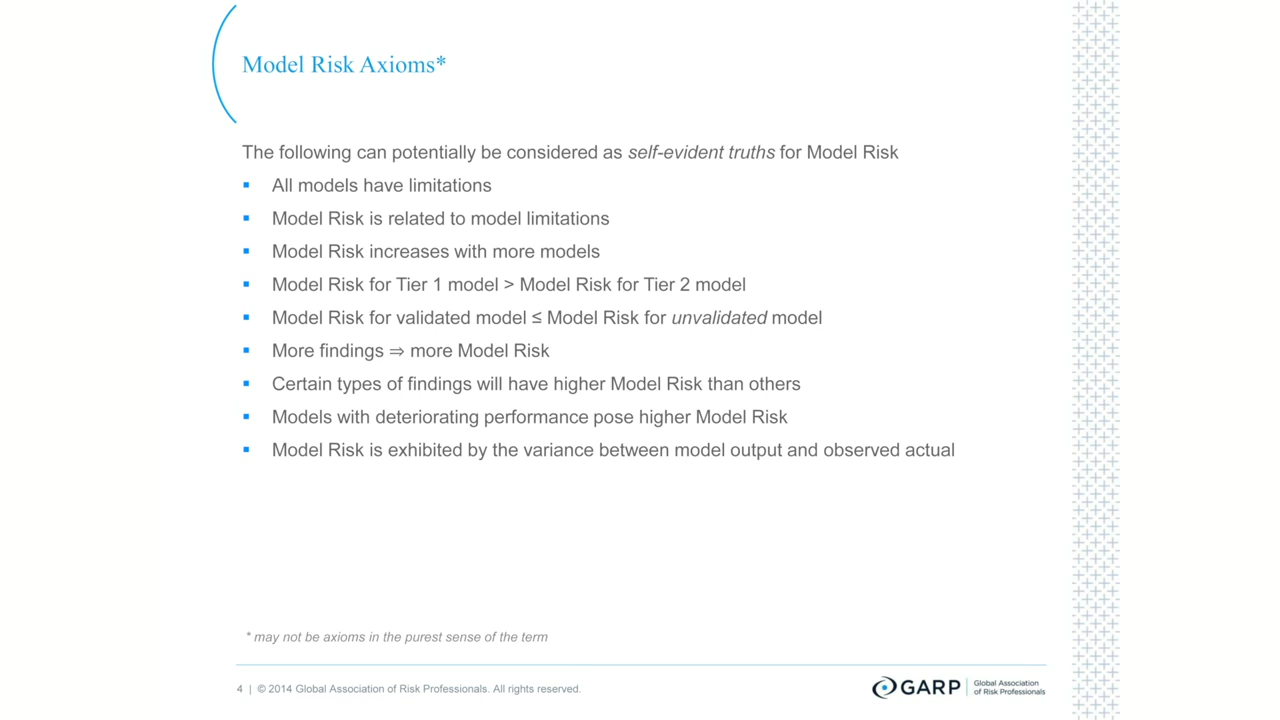 Model Risk Axioms*
The following can potentially be considered as self-evident truths for Model Risk
▪ All models have limitations
▪ Model Risk is related to model limitations
▪ Model Risk increases with more models
▪ Model Risk for Tier 1 model > Model Risk for Tier 2 model
▪ Model Risk for validated model ≤ Model Risk for unvalidated model
▪ More findings ⇒ more Model Risk
▪ Certain types of findings will have higher Model Risk than others
▪ Models with deteriorating performance pose higher Model Risk
▪ Model Risk is exhibited by the variance between model output and observed actual
* may not be axioms in the purest sense of the term
4 | © 2014 Global Association of Risk Professionals. All rights reserved.
GARP
Global Association
of Risk Professionals